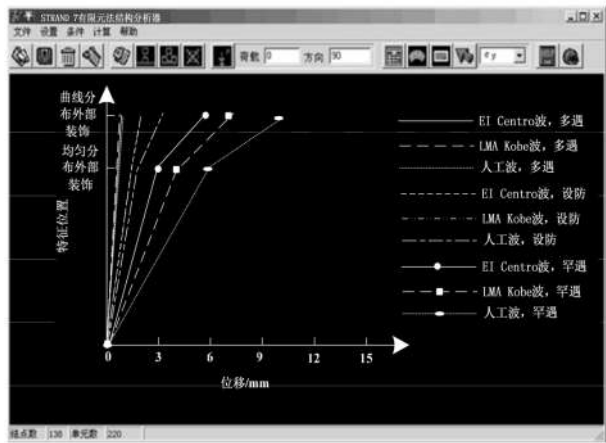 STRAND 7有限元法结构分析器
文件 设置 条件 计算 帮助
荷载 0 方向 90 σy
曲线分
布外部
装饰
均匀分
布外部
装饰
特征位置
EI Centro波，多遇
LMA Kobe波，多遇
人工波，多遇
EI Centro波，设防
LMA Kobe波，设防
人工波，设防
EI Centro波，罕遇
LMA Kobe波，罕遇
人工波，罕遇
0 3 6 9 12 15
位移/mm
结点数 138 单元数 220